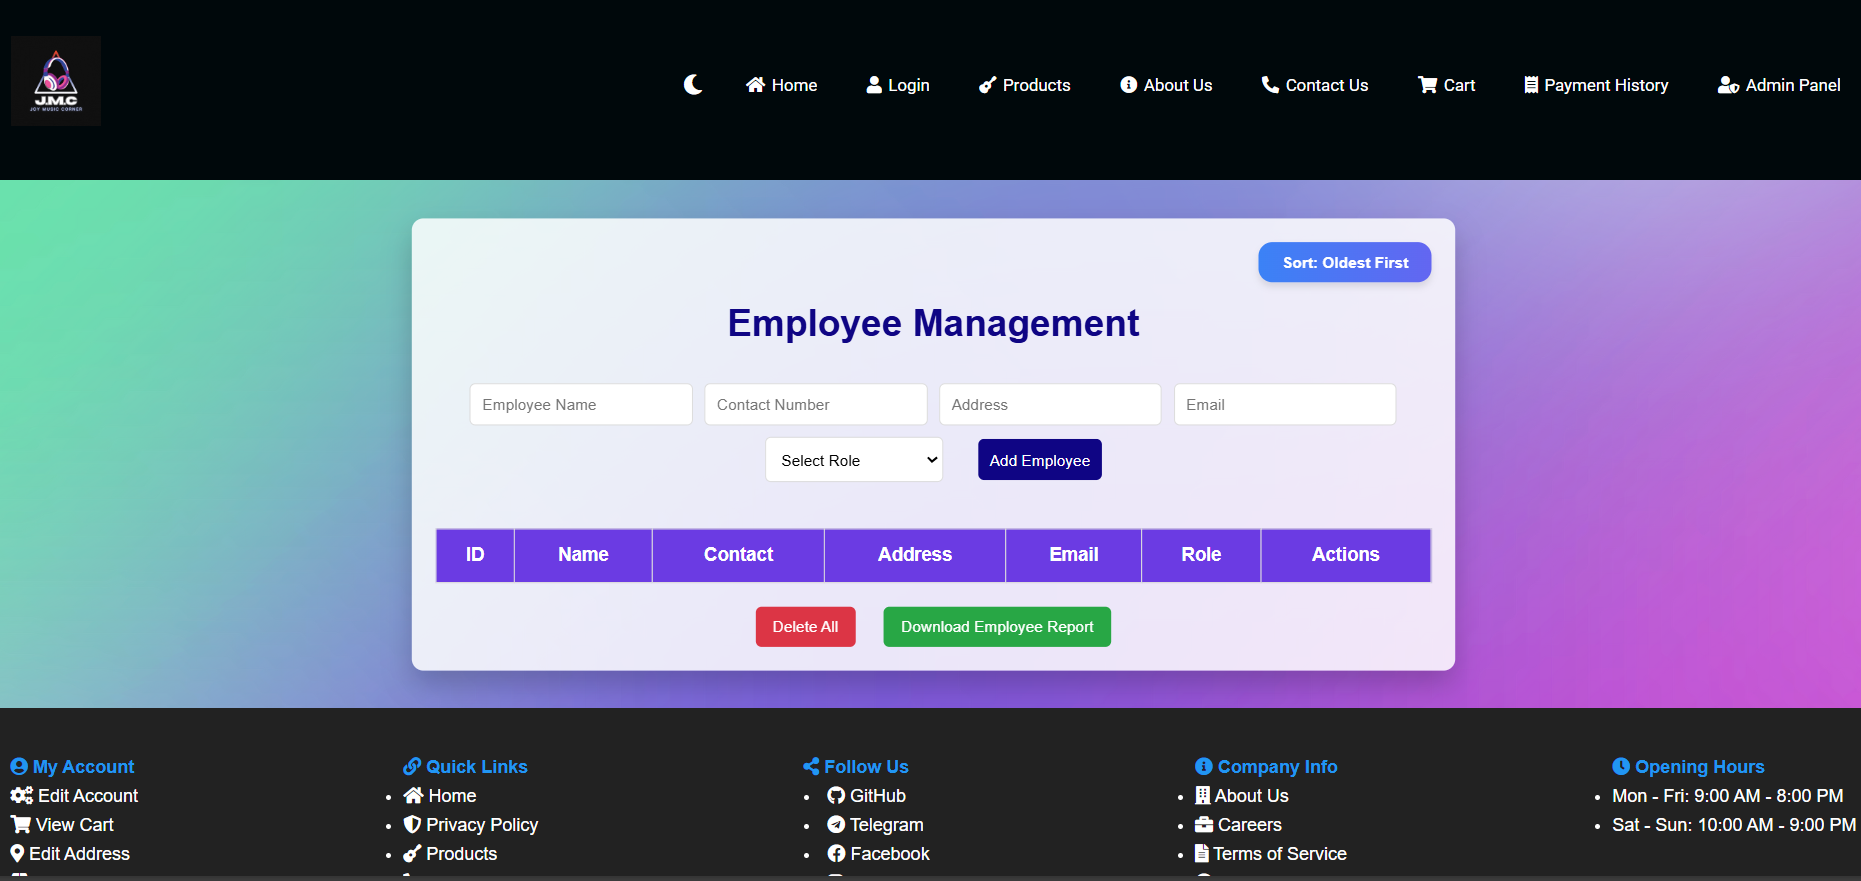 J.M.C
JOY MUSIC CORNER
Home Login Products About Us Contact Us Cart Payment History Admin Panel
Sort: Oldest First
Employee Management
Employee Name Contact Number Address Email
Select Role Add Employee
ID Name Contact Address Email Role Actions
Delete All Download Employee Report
My Account
Edit Account
View Cart
Edit Address
Quick Links
Home
Privacy Policy
Products
Follow Us
GitHub
Telegram
Facebook
Company Info
About Us
Careers
Terms of Service
Opening Hours
Mon - Fri: 9:00 AM - 8:00 PM
Sat - Sun: 10:00 AM - 9:00 PM